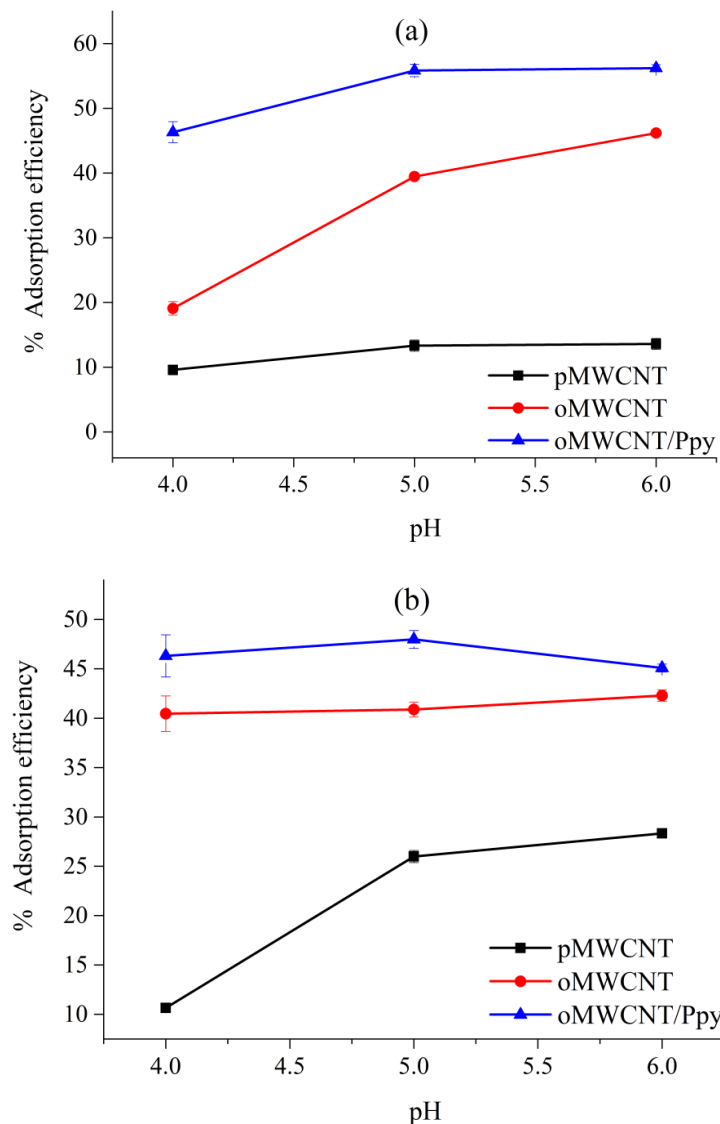 (a)
60
50
40
30
20
10
0
% Adsorption efficiency
pMWCNT
oMWCNT
oMWCNT/Ppy
4.0 4.5 5.0 5.5 6.0
pH
(b)
50
45
40
35
30
25
20
15
10
% Adsorption efficiency
pMWCNT
oMWCNT
oMWCNT/Ppy
4.0 4.5 5.0 5.5 6.0
pH